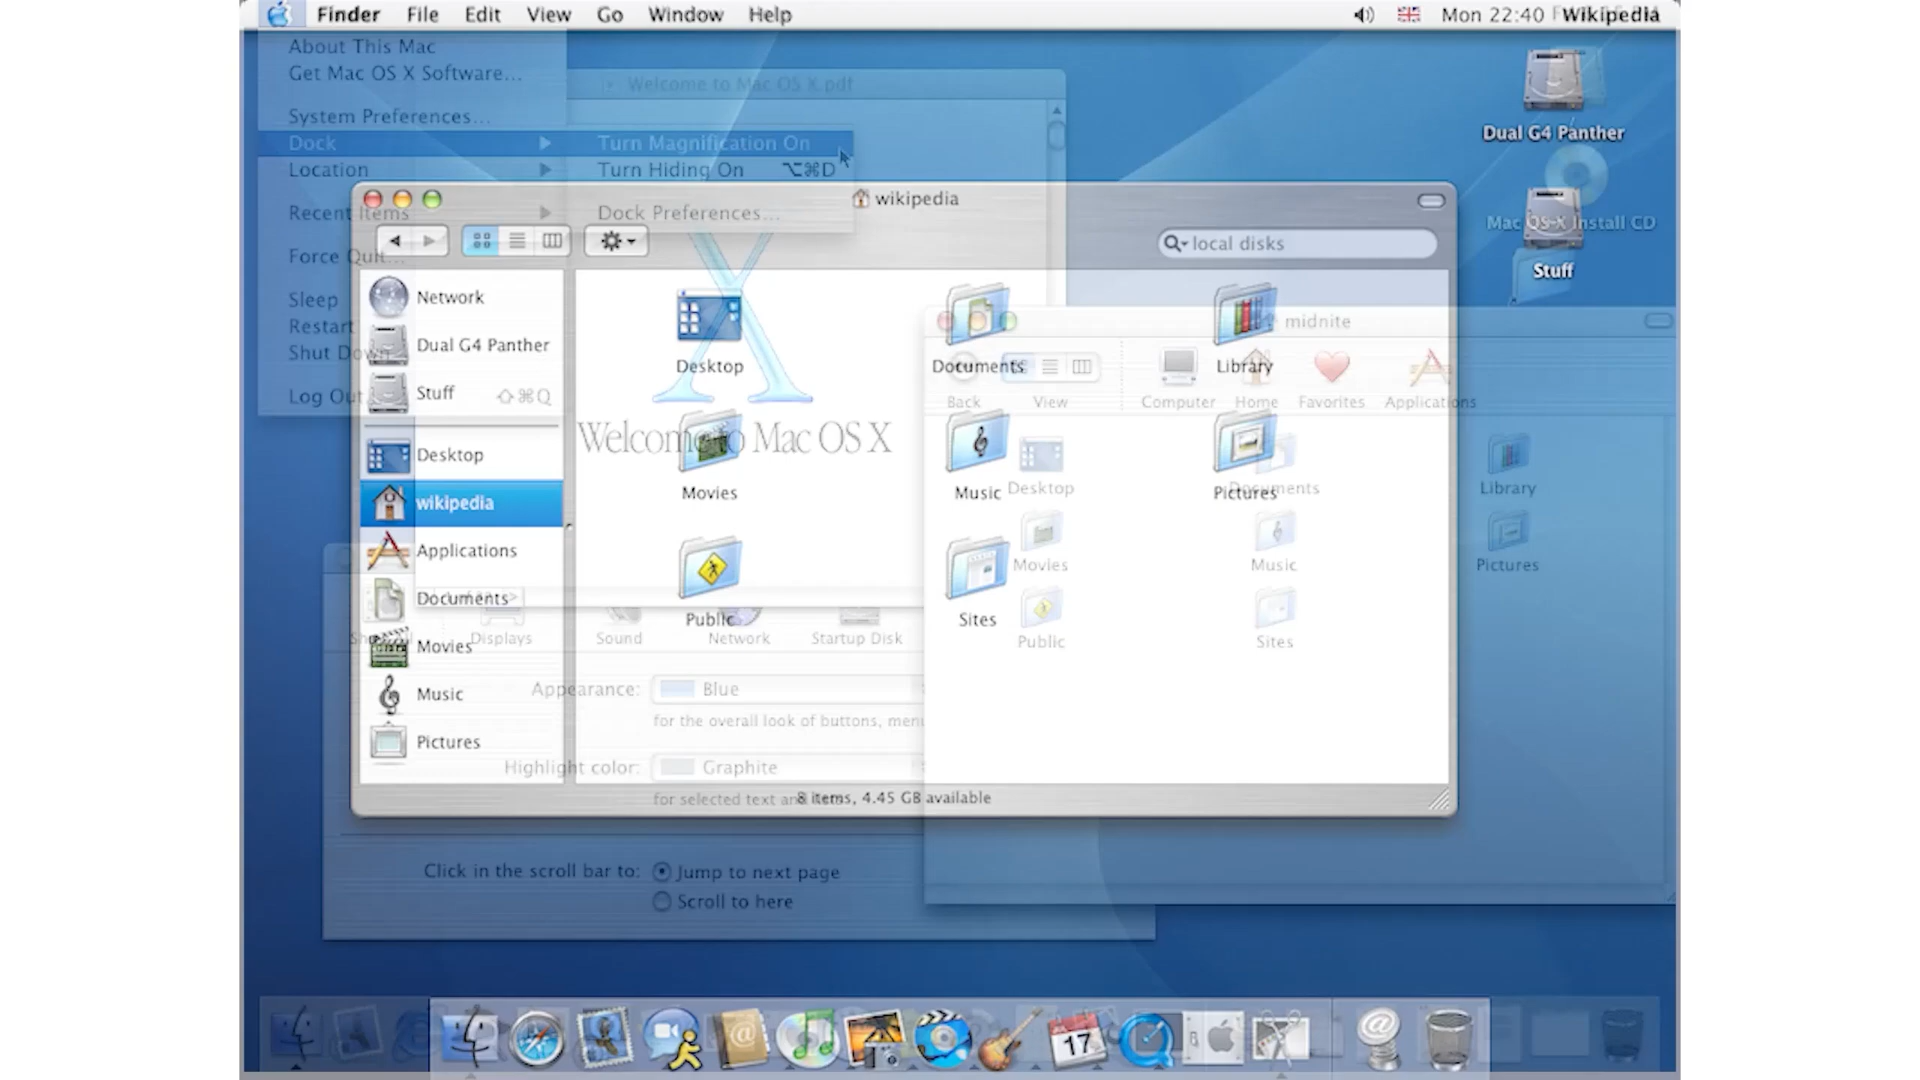 Finder File Edit View Go Window Help Mon 22:40 Wikipedia
About This Mac
Get Mac OS X Software...
System Preferences...
Dock
Location
Recent Items
Force Quit...
Sleep
Restart
Shut Down
Log Out ⇧⌘Q
Turn Magnification On
Turn Hiding On ⌥⌘D
Dock Preferences...
Welcome to Mac OS X.pdf
Dual G4 Panther
Mac OS X Install CD
Stuff
wikipedia
local disks
Network
Dual G4 Panther
Stuff
Desktop
wikipedia
Applications
Documents
Movies
Music
Pictures
Desktop
Documents
Library
Movies
Music
Pictures
Public
Sites
8 items, 4.45 GB available
X
Welcome to Mac OS X
midnite
Back View Computer Home Favorites Applications
Desktop Documents Library
Movies Music Pictures
Public Sites
Displays Sound Network Startup Disk
Appearance: Blue
for the overall look of buttons, menu
Highlight color: Graphite
for selected text and
Click in the scroll bar to: Jump to next page
Scroll to here
17